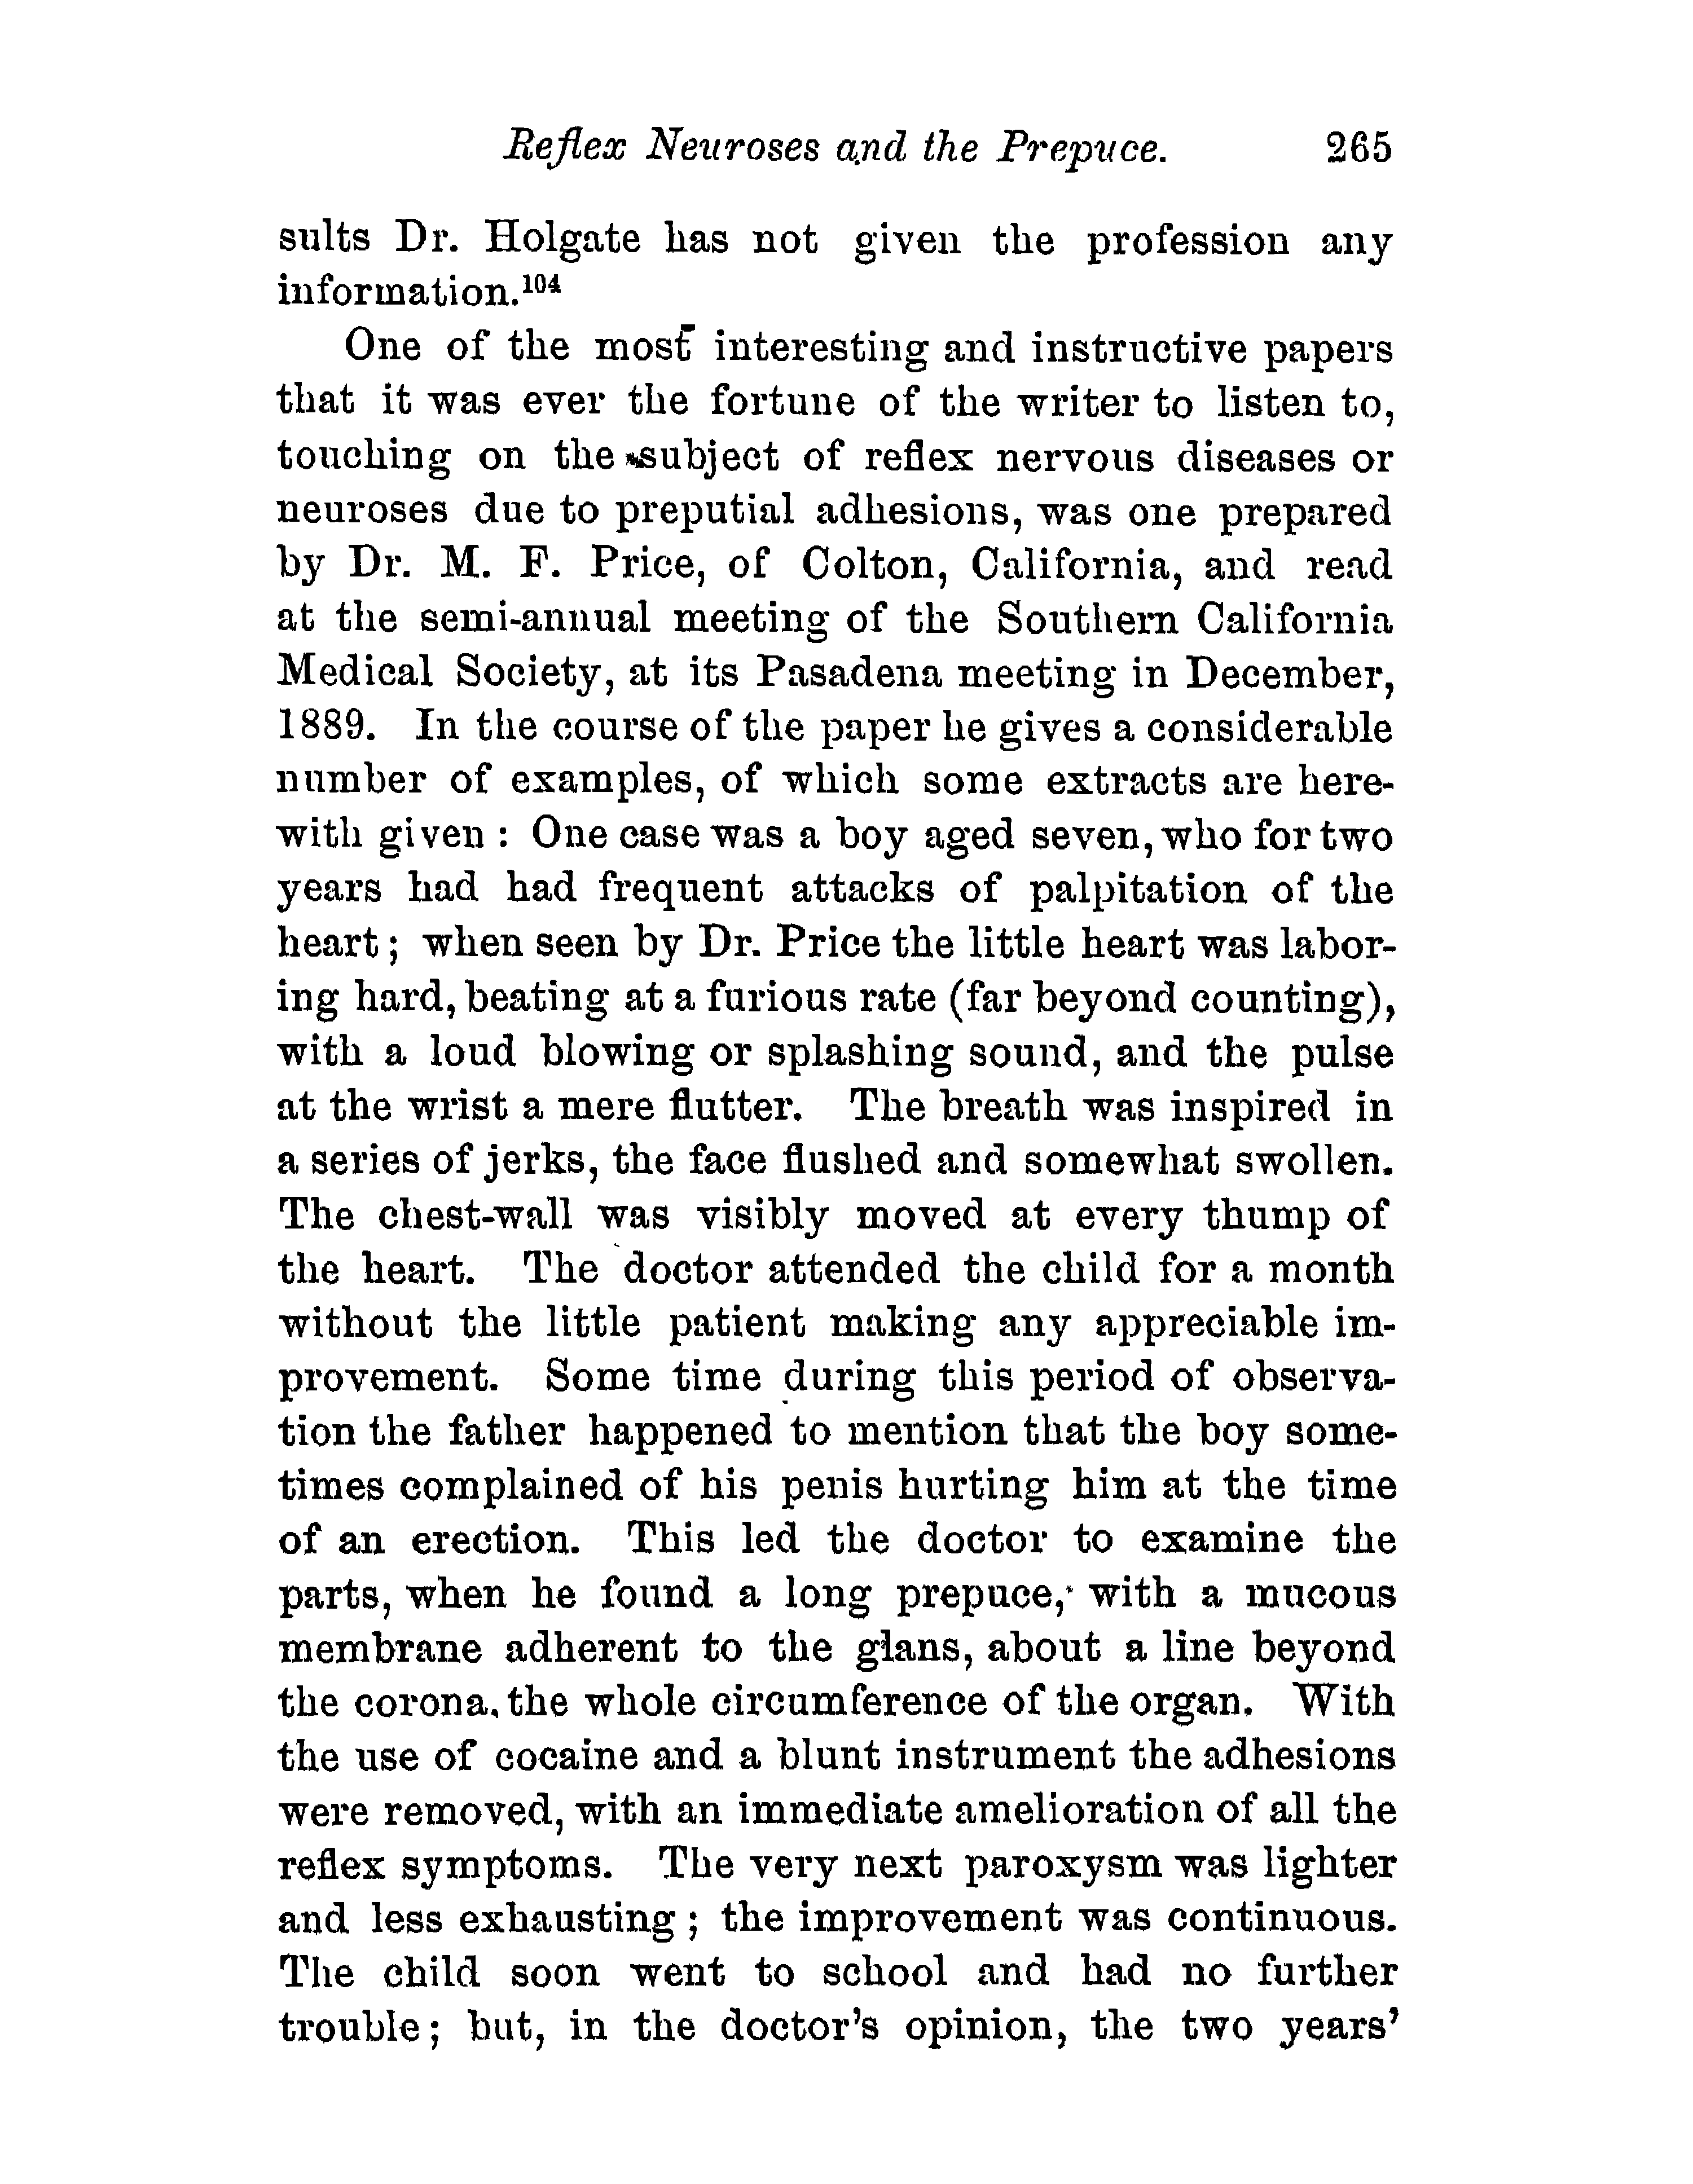 Reflex Neuroses and the Prepuce. 265
sults Dr. Holgate has not given the profession any
information.¹⁰⁴
One of the most interesting and instructive papers
that it was ever the fortune of the writer to listen to,
touching on the subject of reflex nervous diseases or
neuroses due to preputial adhesions, was one prepared
by Dr. M. F. Price, of Colton, California, and read
at the semi-annual meeting of the Southern California
Medical Society, at its Pasadena meeting in December,
1889. In the course of the paper he gives a considerable
number of examples, of which some extracts are here-
with given : One case was a boy aged seven, who for two
years had had frequent attacks of palpitation of the
heart ; when seen by Dr. Price the little heart was labor-
ing hard, beating at a furious rate (far beyond counting),
with a loud blowing or splashing sound, and the pulse
at the wrist a mere flutter. The breath was inspired in
a series of jerks, the face flushed and somewhat swollen.
The chest-wall was visibly moved at every thump of
the heart. The doctor attended the child for a month
without the little patient making any appreciable im-
provement. Some time during this period of observa-
tion the father happened to mention that the boy some-
times complained of his penis hurting him at the time
of an erection. This led the doctor to examine the
parts, when he found a long prepuce, with a mucous
membrane adherent to the glans, about a line beyond
the corona, the whole circumference of the organ. With
the use of cocaine and a blunt instrument the adhesions
were removed, with an immediate amelioration of all the
reflex symptoms. The very next paroxysm was lighter
and less exhausting ; the improvement was continuous.
The child soon went to school and had no further
trouble ; but, in the doctor's opinion, the two years'